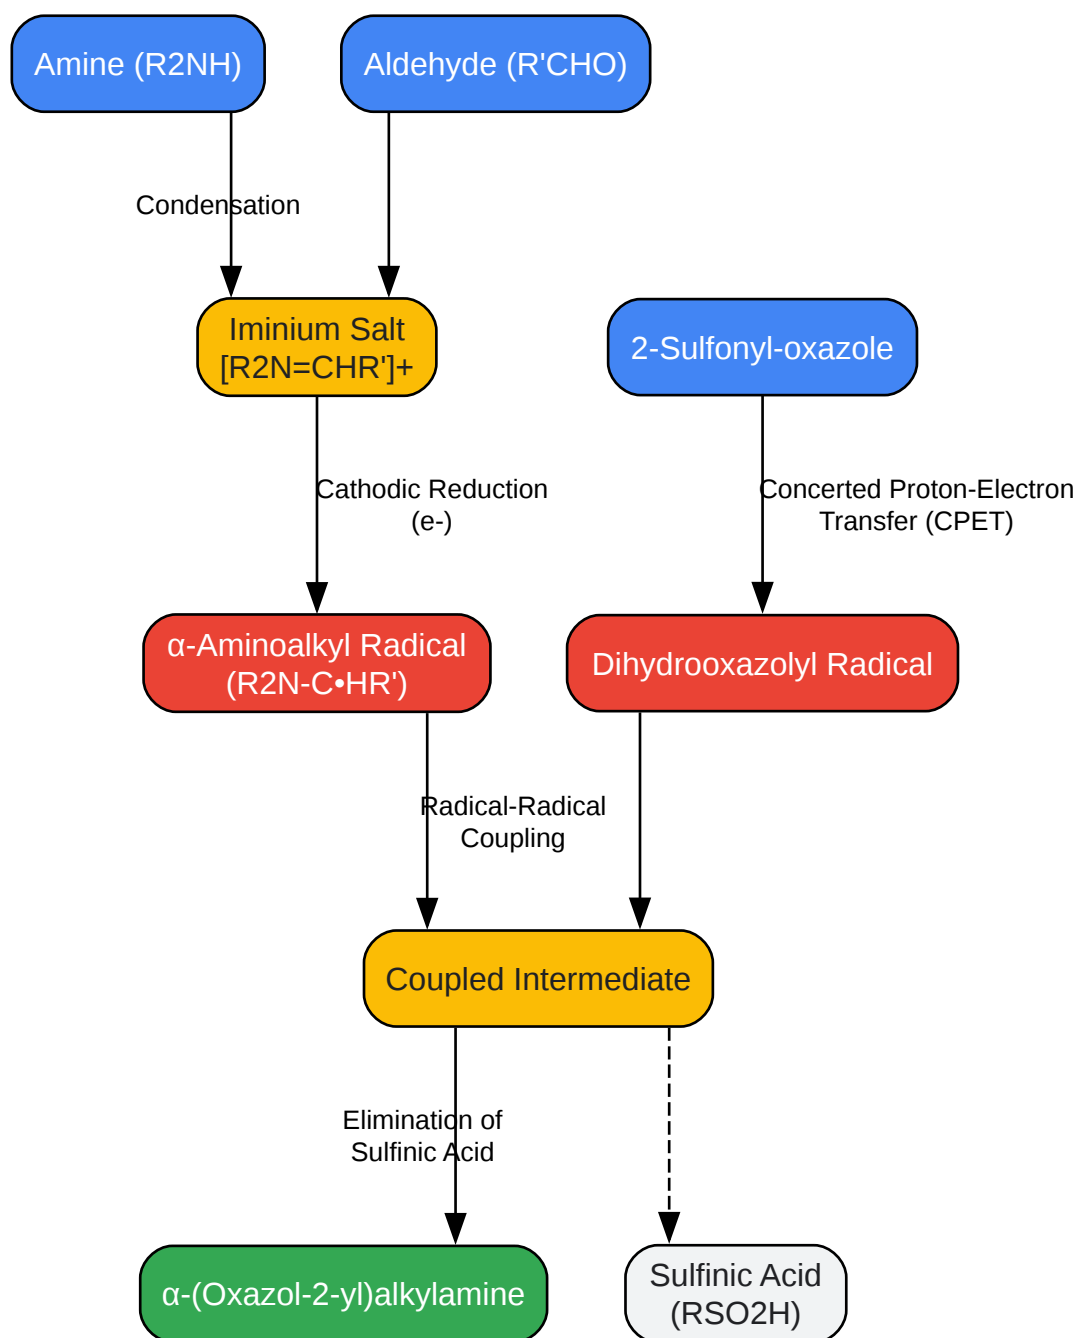 Amine (R2NH)
Aldehyde (R'CHO)
Condensation
Iminium Salt
[R2N=CHR']+
2-Sulfonyl-oxazole
Cathodic Reduction
(e-)
Concerted Proton-Electron
Transfer (CPET)
α-Aminoalkyl Radical
(R2N-C•HR')
Dihydrooxazolyl Radical
Radical-Radical
Coupling
Coupled Intermediate
Elimination of
Sulfinic Acid
α-(Oxazol-2-yl)alkylamine
Sulfinic Acid
(RSO2H)